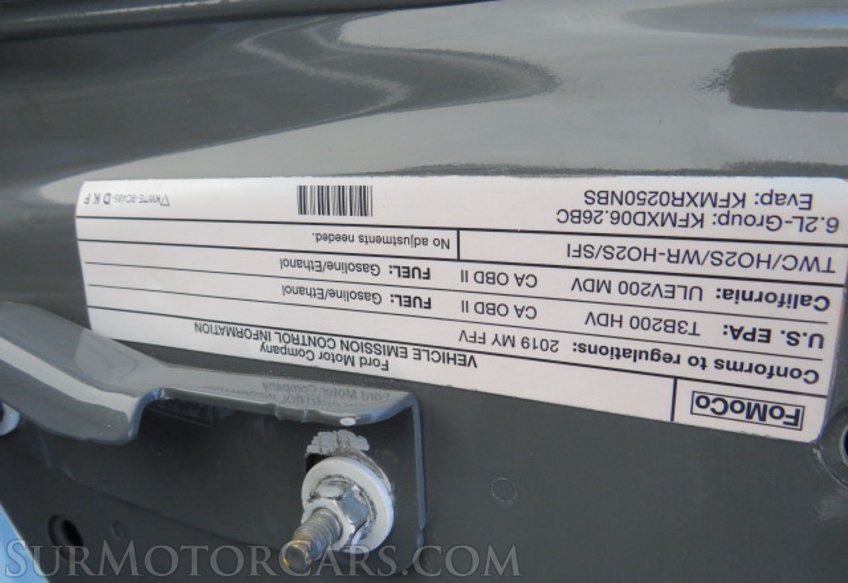 FoMoCo
VEHICLE EMISSION CONTROL INFORMATION
Ford Motor Company
Conforms to regulations: 2019 MY FFV
U.S. EPA: T3B200 HDV CA OBD II FUEL: Gasoline/Ethanol
California: ULEV200 MDV CA OBD II FUEL: Gasoline/Ethanol
TWC/HO2S/WR-HO2S/SFI No adjustments needed.
6.2L-Group: KFMXD06.26BC
Evap: KFMXR0250NBS
D K F
SURMOTORCARS.COM